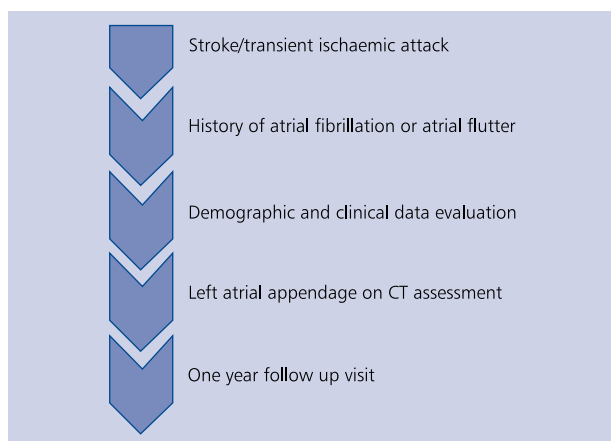 Stroke/transient ischaemic attack
History of atrial fibrillation or atrial flutter
Demographic and clinical data evaluation
Left atrial appendage on CT assessment
One year follow up visit